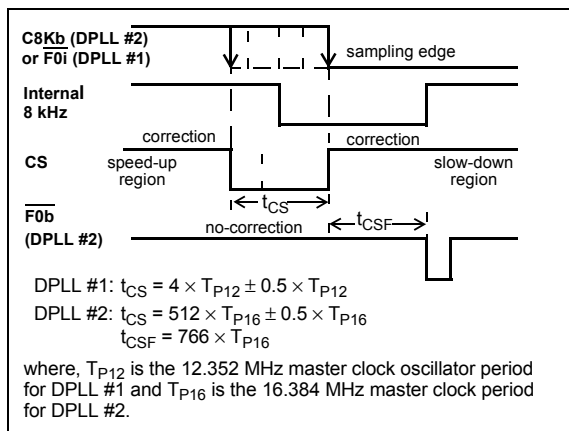 C8Kb (DPLL #2)
or F̅0̅i̅ (DPLL #1)
sampling edge
Internal
8 kHz
correction
correction
CS
speed-up
region
slow-down
region
tCS
F̅0̅b̅
(DPLL #2)
no-correction
tCSF
DPLL #1: tCS = 4 × TP12 ± 0.5 × TP12
DPLL #2: tCS = 512 × TP16 ± 0.5 × TP16
tCSF = 766 × TP16
where, TP12 is the 12.352 MHz master clock oscillator period
for DPLL #1 and TP16 is the 16.384 MHz master clock period
for DPLL #2.